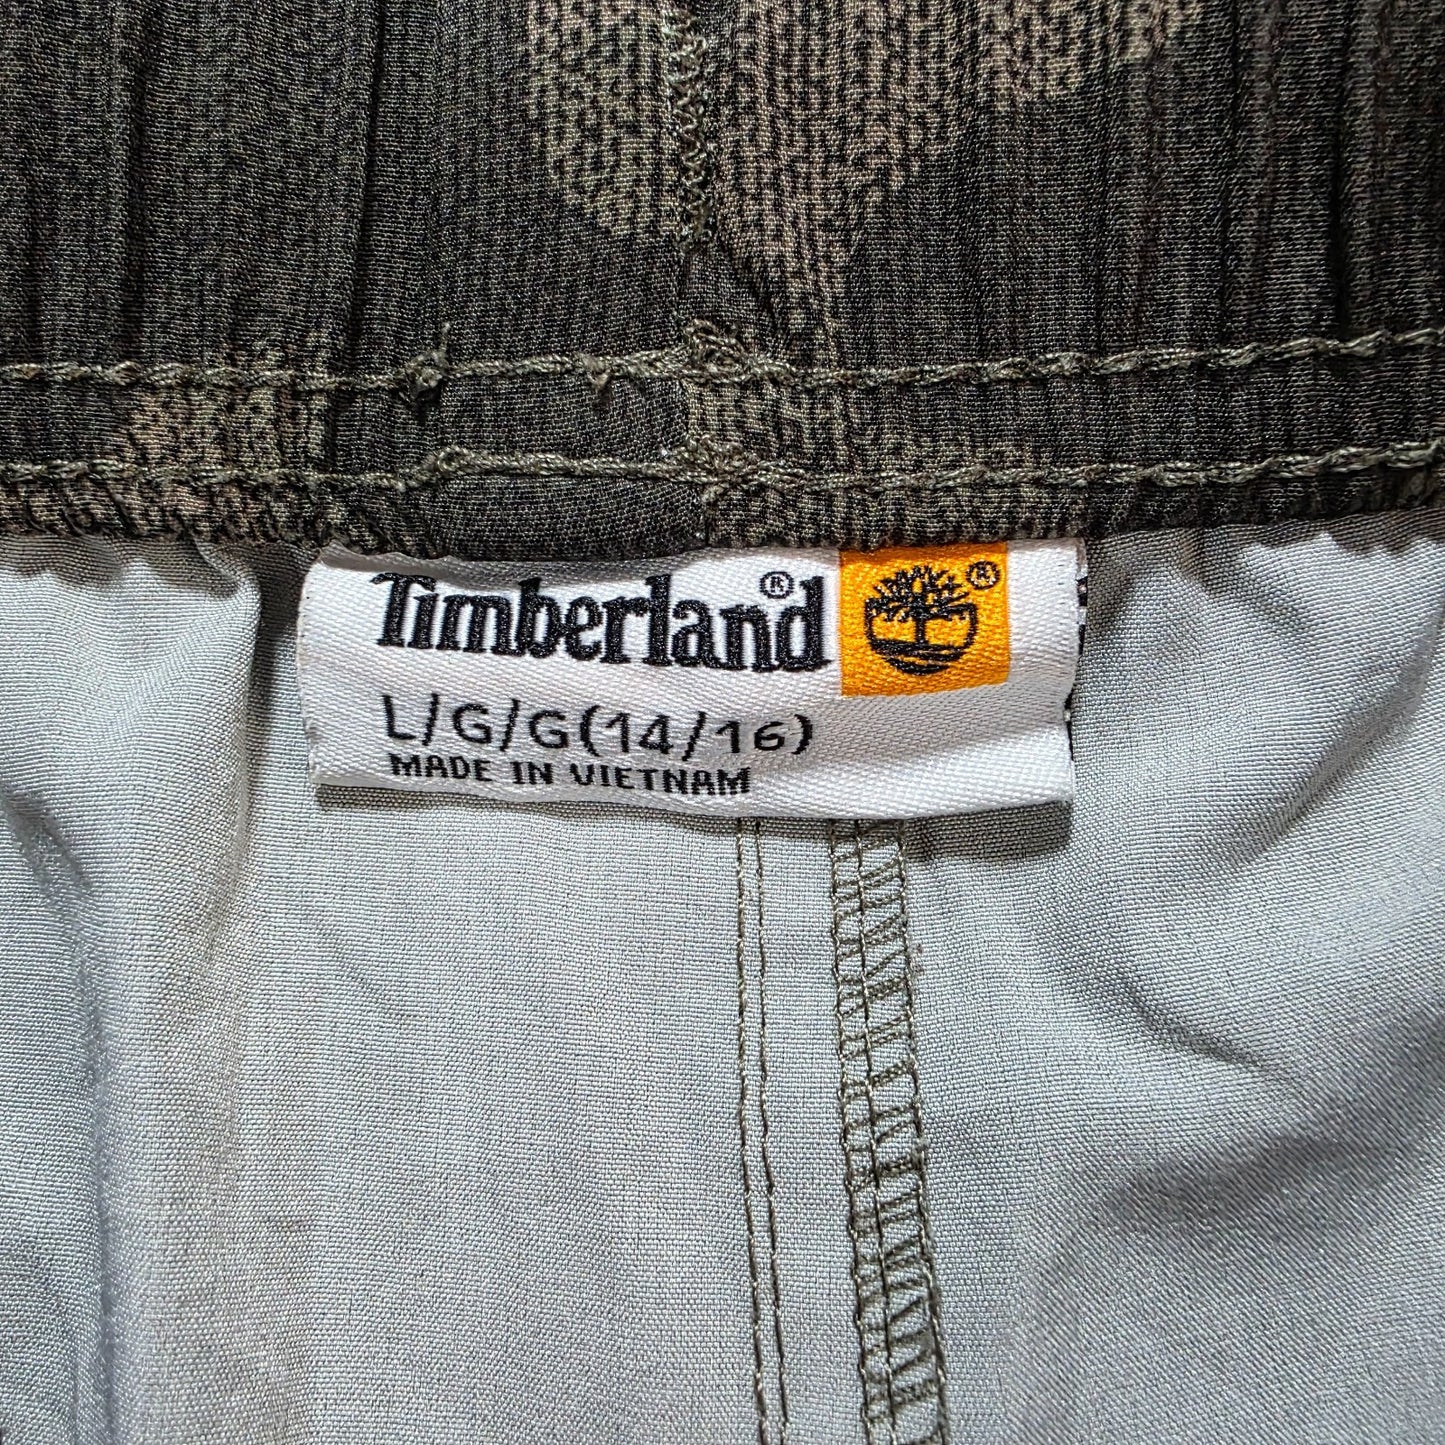 Timberland® ®
L/G/G(14/16)
MADE IN VIETNAM